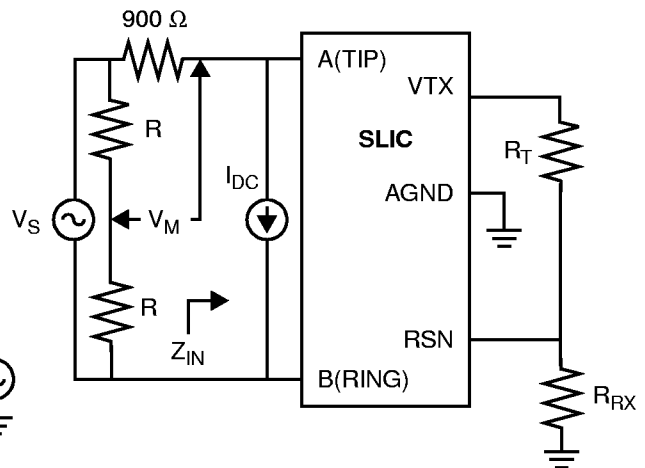 900 Ω
A(TIP)
VTX
R
SLIC
R_T
I_DC
AGND
V_S
V_M
R
Z_IN
RSN
B(RING)
R_RX